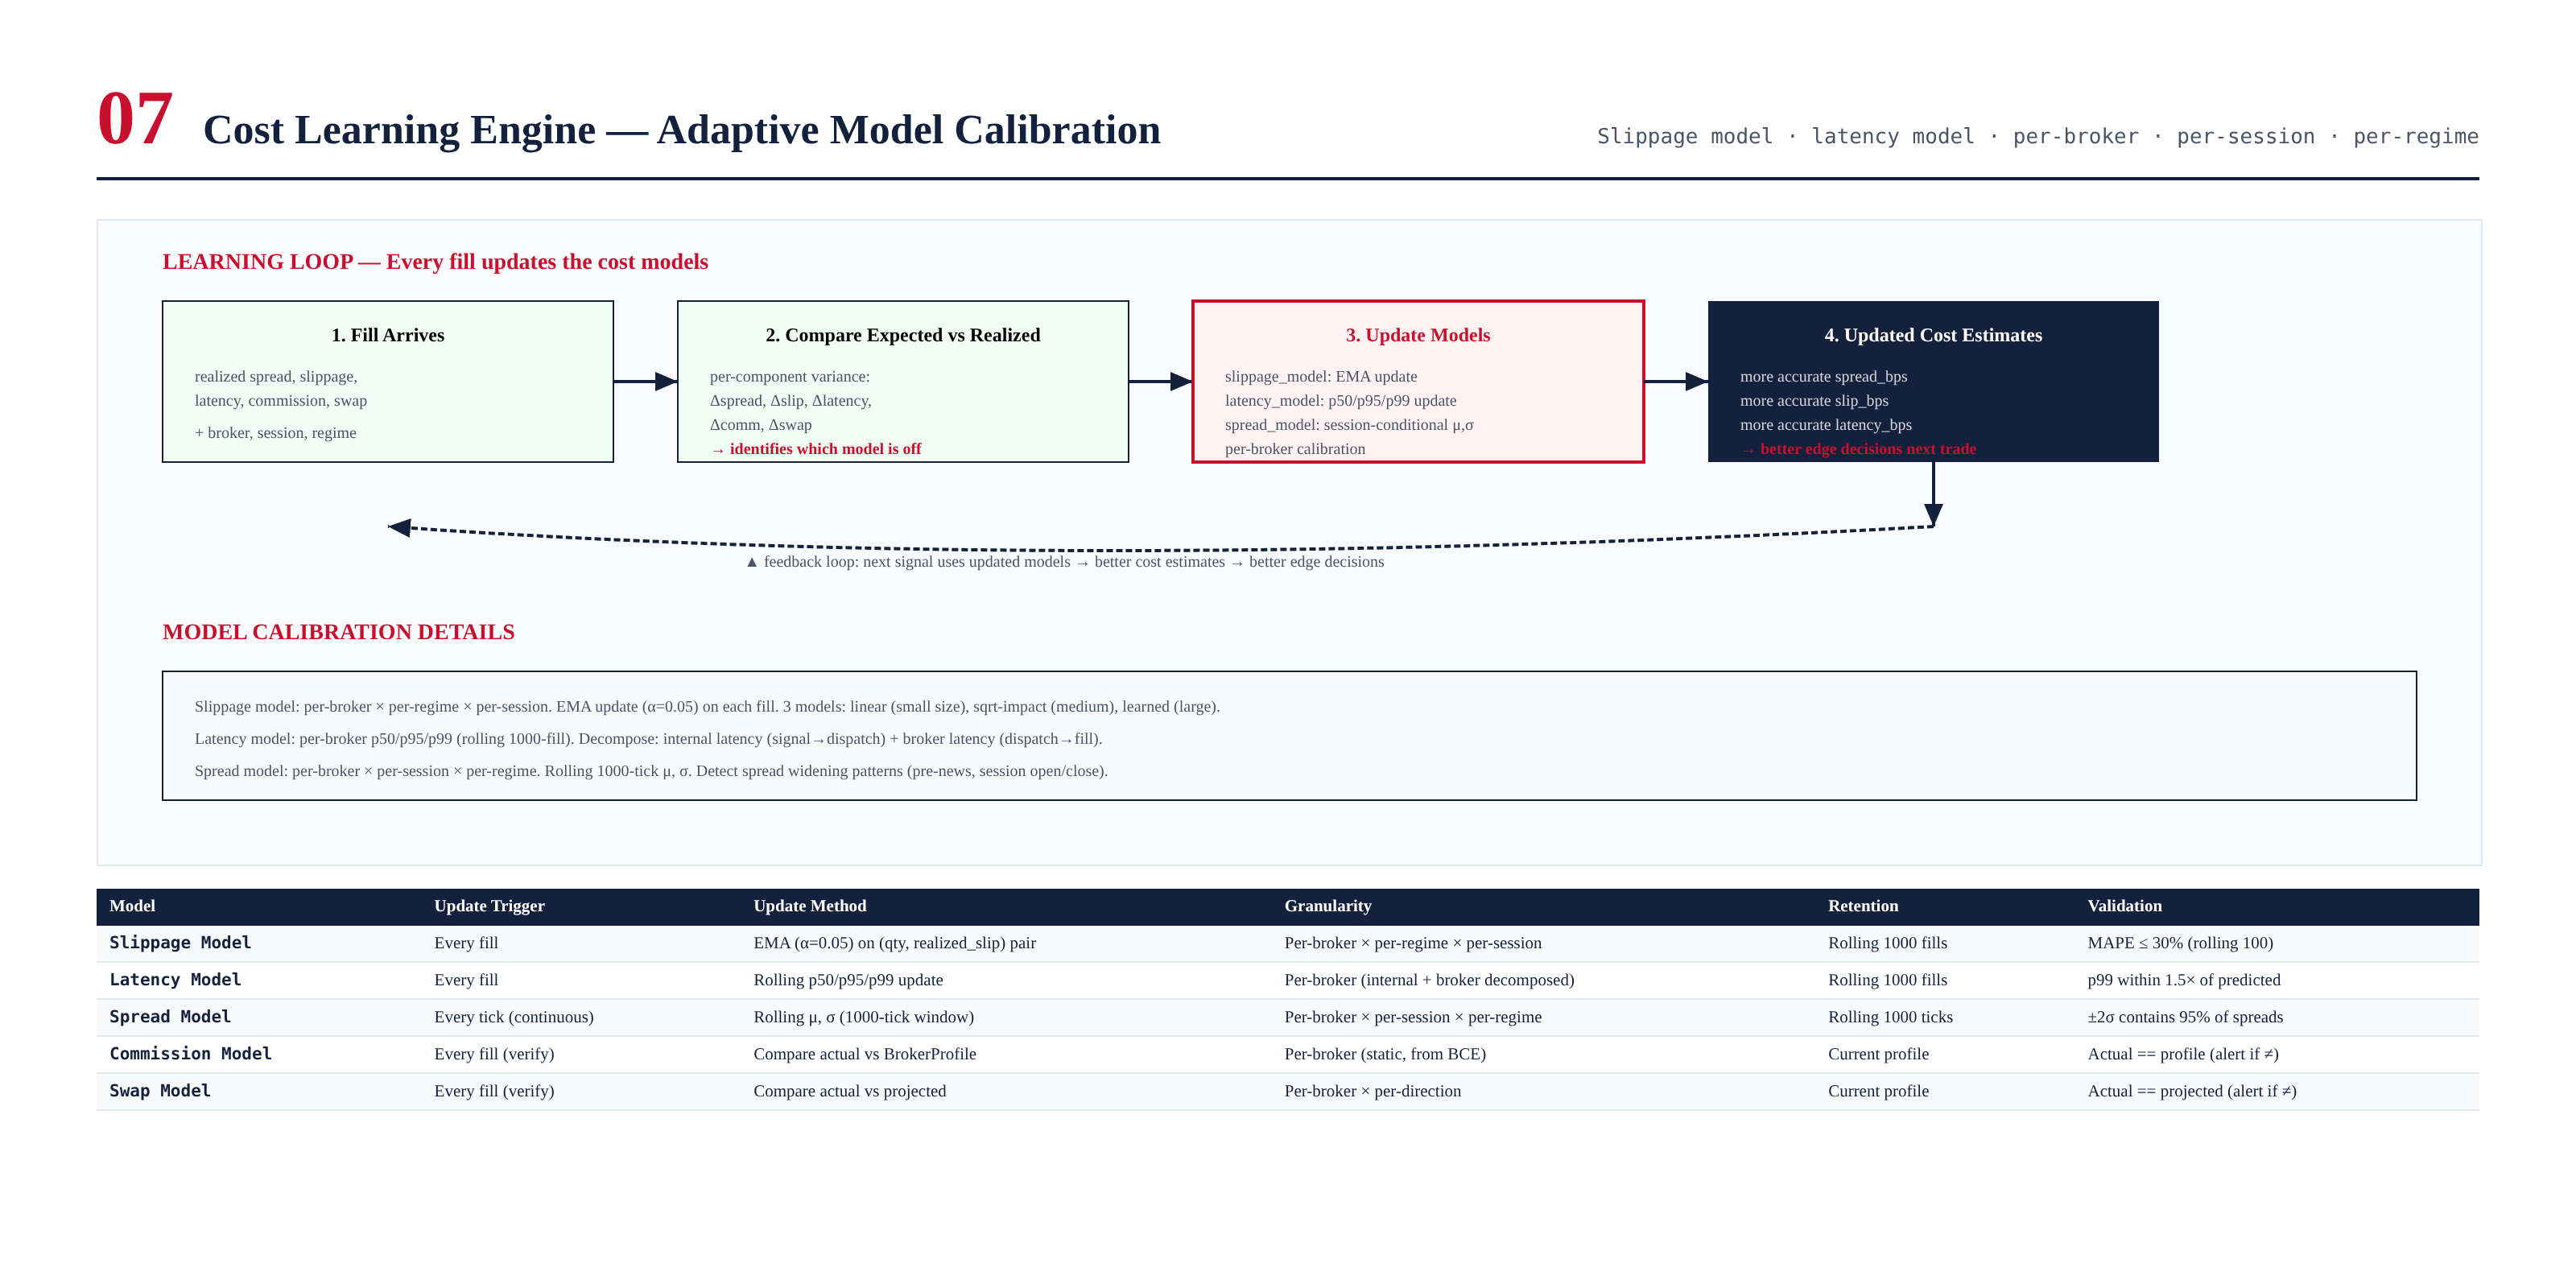 07 Cost Learning Engine — Adaptive Model Calibration
Slippage model · latency model · per-broker · per-session · per-regime
LEARNING LOOP — Every fill updates the cost models
1. Fill Arrives
realized spread, slippage,
latency, commission, swap
+ broker, session, regime
2. Compare Expected vs Realized
per-component variance:
Δspread, Δslip, Δlatency,
Δcomm, Δswap
→ identifies which model is off
3. Update Models
slippage_model: EMA update
latency_model: p50/p95/p99 update
spread_model: session-conditional μ,σ
per-broker calibration
4. Updated Cost Estimates
more accurate spread_bps
more accurate slip_bps
more accurate latency_bps
→ better edge decisions next trade
▲ feedback loop: next signal uses updated models → better cost estimates → better edge decisions
MODEL CALIBRATION DETAILS
Slippage model: per-broker × per-regime × per-session. EMA update (α=0.05) on each fill. 3 models: linear (small size), sqrt-impact (medium), learned (large).
Latency model: per-broker p50/p95/p99 (rolling 1000-fill). Decompose: internal latency (signal→dispatch) + broker latency (dispatch→fill).
Spread model: per-broker × per-session × per-regime. Rolling 1000-tick μ, σ. Detect spread widening patterns (pre-news, session open/close).
Model Update Trigger Update Method Granularity Retention Validation
Slippage Model Every fill EMA (α=0.05) on (qty, realized_slip) pair Per-broker × per-regime × per-session Rolling 1000 fills MAPE ≤ 30% (rolling 100)
Latency Model Every fill Rolling p50/p95/p99 update Per-broker (internal + broker decomposed) Rolling 1000 fills p99 within 1.5× of predicted
Spread Model Every tick (continuous) Rolling μ, σ (1000-tick window) Per-broker × per-session × per-regime Rolling 1000 ticks ±2σ contains 95% of spreads
Commission Model Every fill (verify) Compare actual vs BrokerProfile Per-broker (static, from BCE) Current profile Actual == profile (alert if ≠)
Swap Model Every fill (verify) Compare actual vs projected Per-broker × per-direction Current profile Actual == projected (alert if ≠)